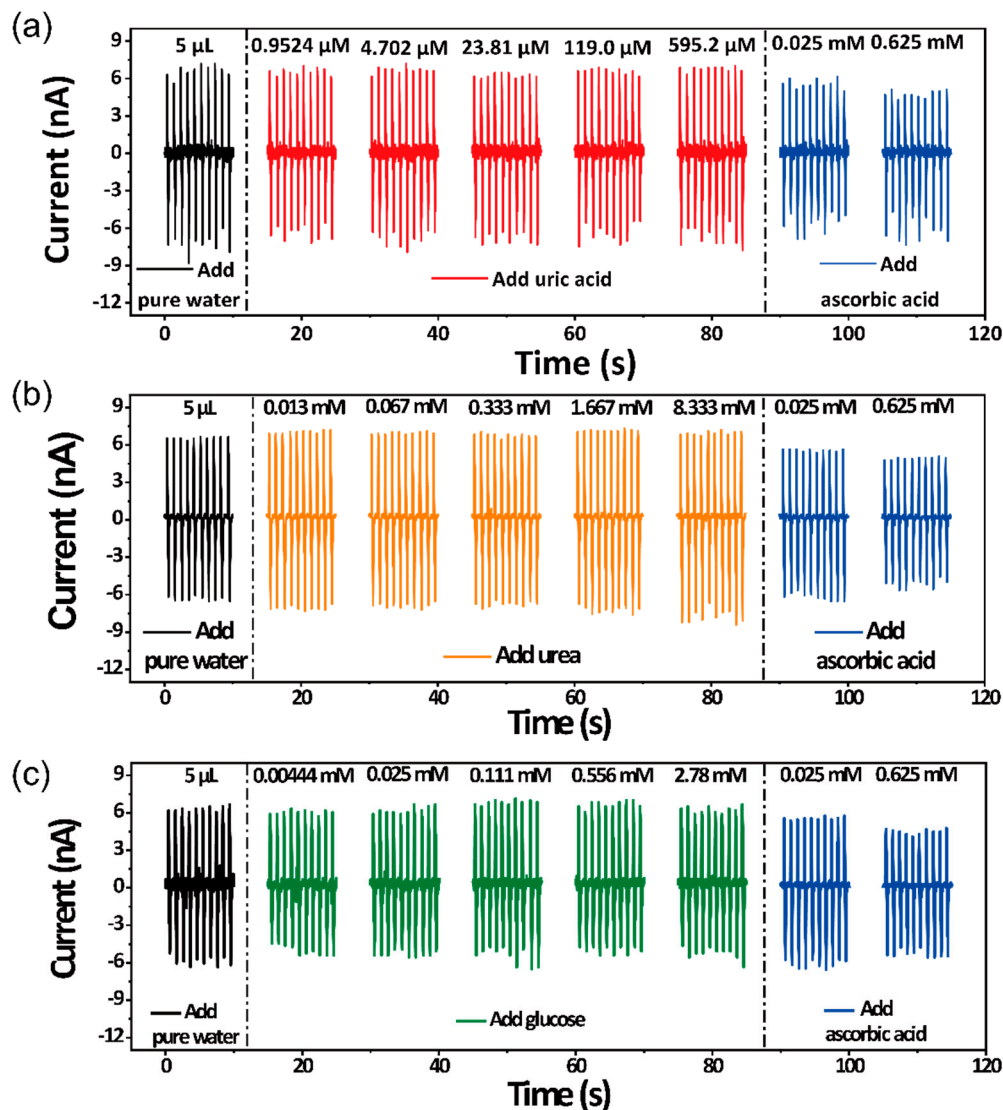 (a)
5 µL 0.9524 µM 4.702 µM 23.81 µM 119.0 µM 595.2 µM 0.025 mM 0.625 mM
9
6
3
0
-3
-6
-9
-12
Current (nA)
Add
pure water
Add uric acid
Add
ascorbic acid
0 20 40 60 80 100 120
Time (s)
(b)
5 µL 0.013 mM 0.067 mM 0.333 mM 1.667 mM 8.333 mM 0.025 mM 0.625 mM
9
6
3
0
-3
-6
-9
-12
Current (nA)
Add
pure water
Add urea
Add
ascorbic acid
0 20 40 60 80 100 120
Time (s)
(c)
5 µL 0.00444 mM 0.025 mM 0.111 mM 0.556 mM 2.78 mM 0.025 mM 0.625 mM
9
6
3
0
-3
-6
-9
-12
Current (nA)
Add
pure water
Add glucose
Add
ascorbic acid
0 20 40 60 80 100 120
Time (s)